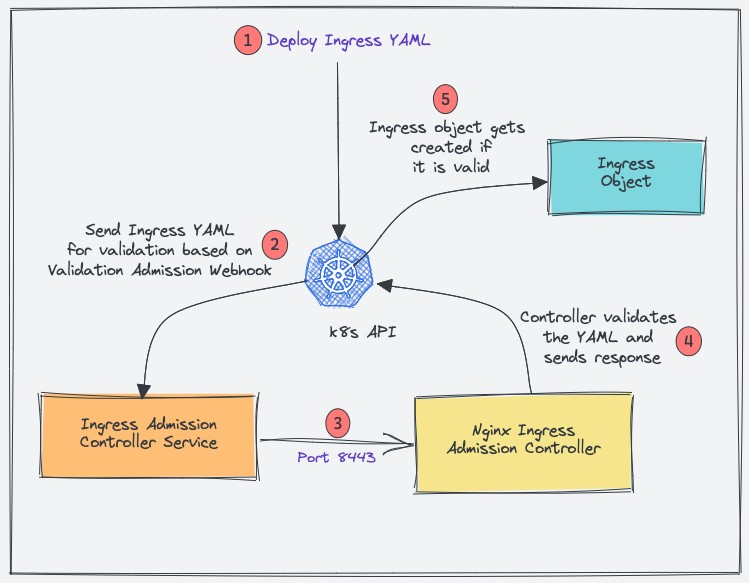 1 Deploy Ingress YAML
5
Ingress object gets
created if
it is valid
Ingress
Object
Send Ingress YAML
for validation based on
Validation Admission Webhook
2
k8s API
Controller validates
the YAML and
sends response
4
Ingress Admission
Controller Service
3
Port 8443
Nginx Ingress
Admission Controller